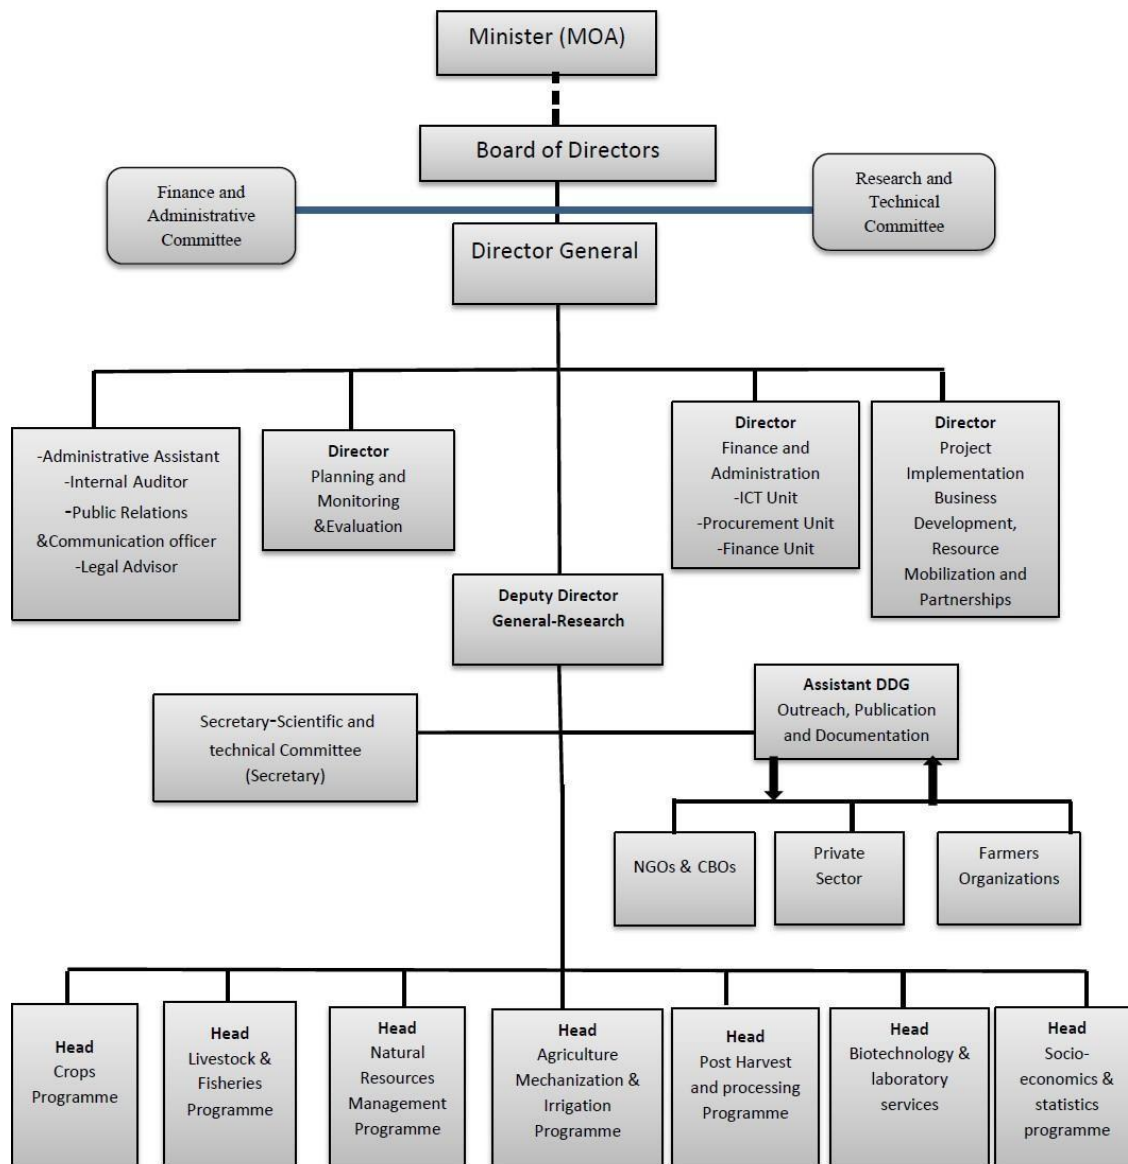 Minister (MOA)
Board of Directors
Finance and
Administrative
Committee
Research and
Technical
Committee
Director General
-Administrative Assistant
-Internal Auditor
-Public Relations
&Communication officer
-Legal Advisor
Director
Planning and
Monitoring
&Evaluation
Director
Finance and
Administration
-ICT Unit
-Procurement Unit
-Finance Unit
Director
Project
Implementation
Business
Development,
Resource
Mobilization and
Partnerships
Deputy Director
General-Research
Secretary-Scientific and
technical Committee
(Secretary)
Assistant DDG
Outreach, Publication
and Documentation
NGOs & CBOs
Private
Sector
Farmers
Organizations
Head
Crops
Programme
Head
Livestock &
Fisheries
Programme
Head
Natural
Resources
Management
Programme
Head
Agriculture
Mechanization &
Irrigation
Programme
Head
Post Harvest
and processing
Programme
Head
Biotechnology &
laboratory
services
Head
Socio-
economics &
statistics
programme